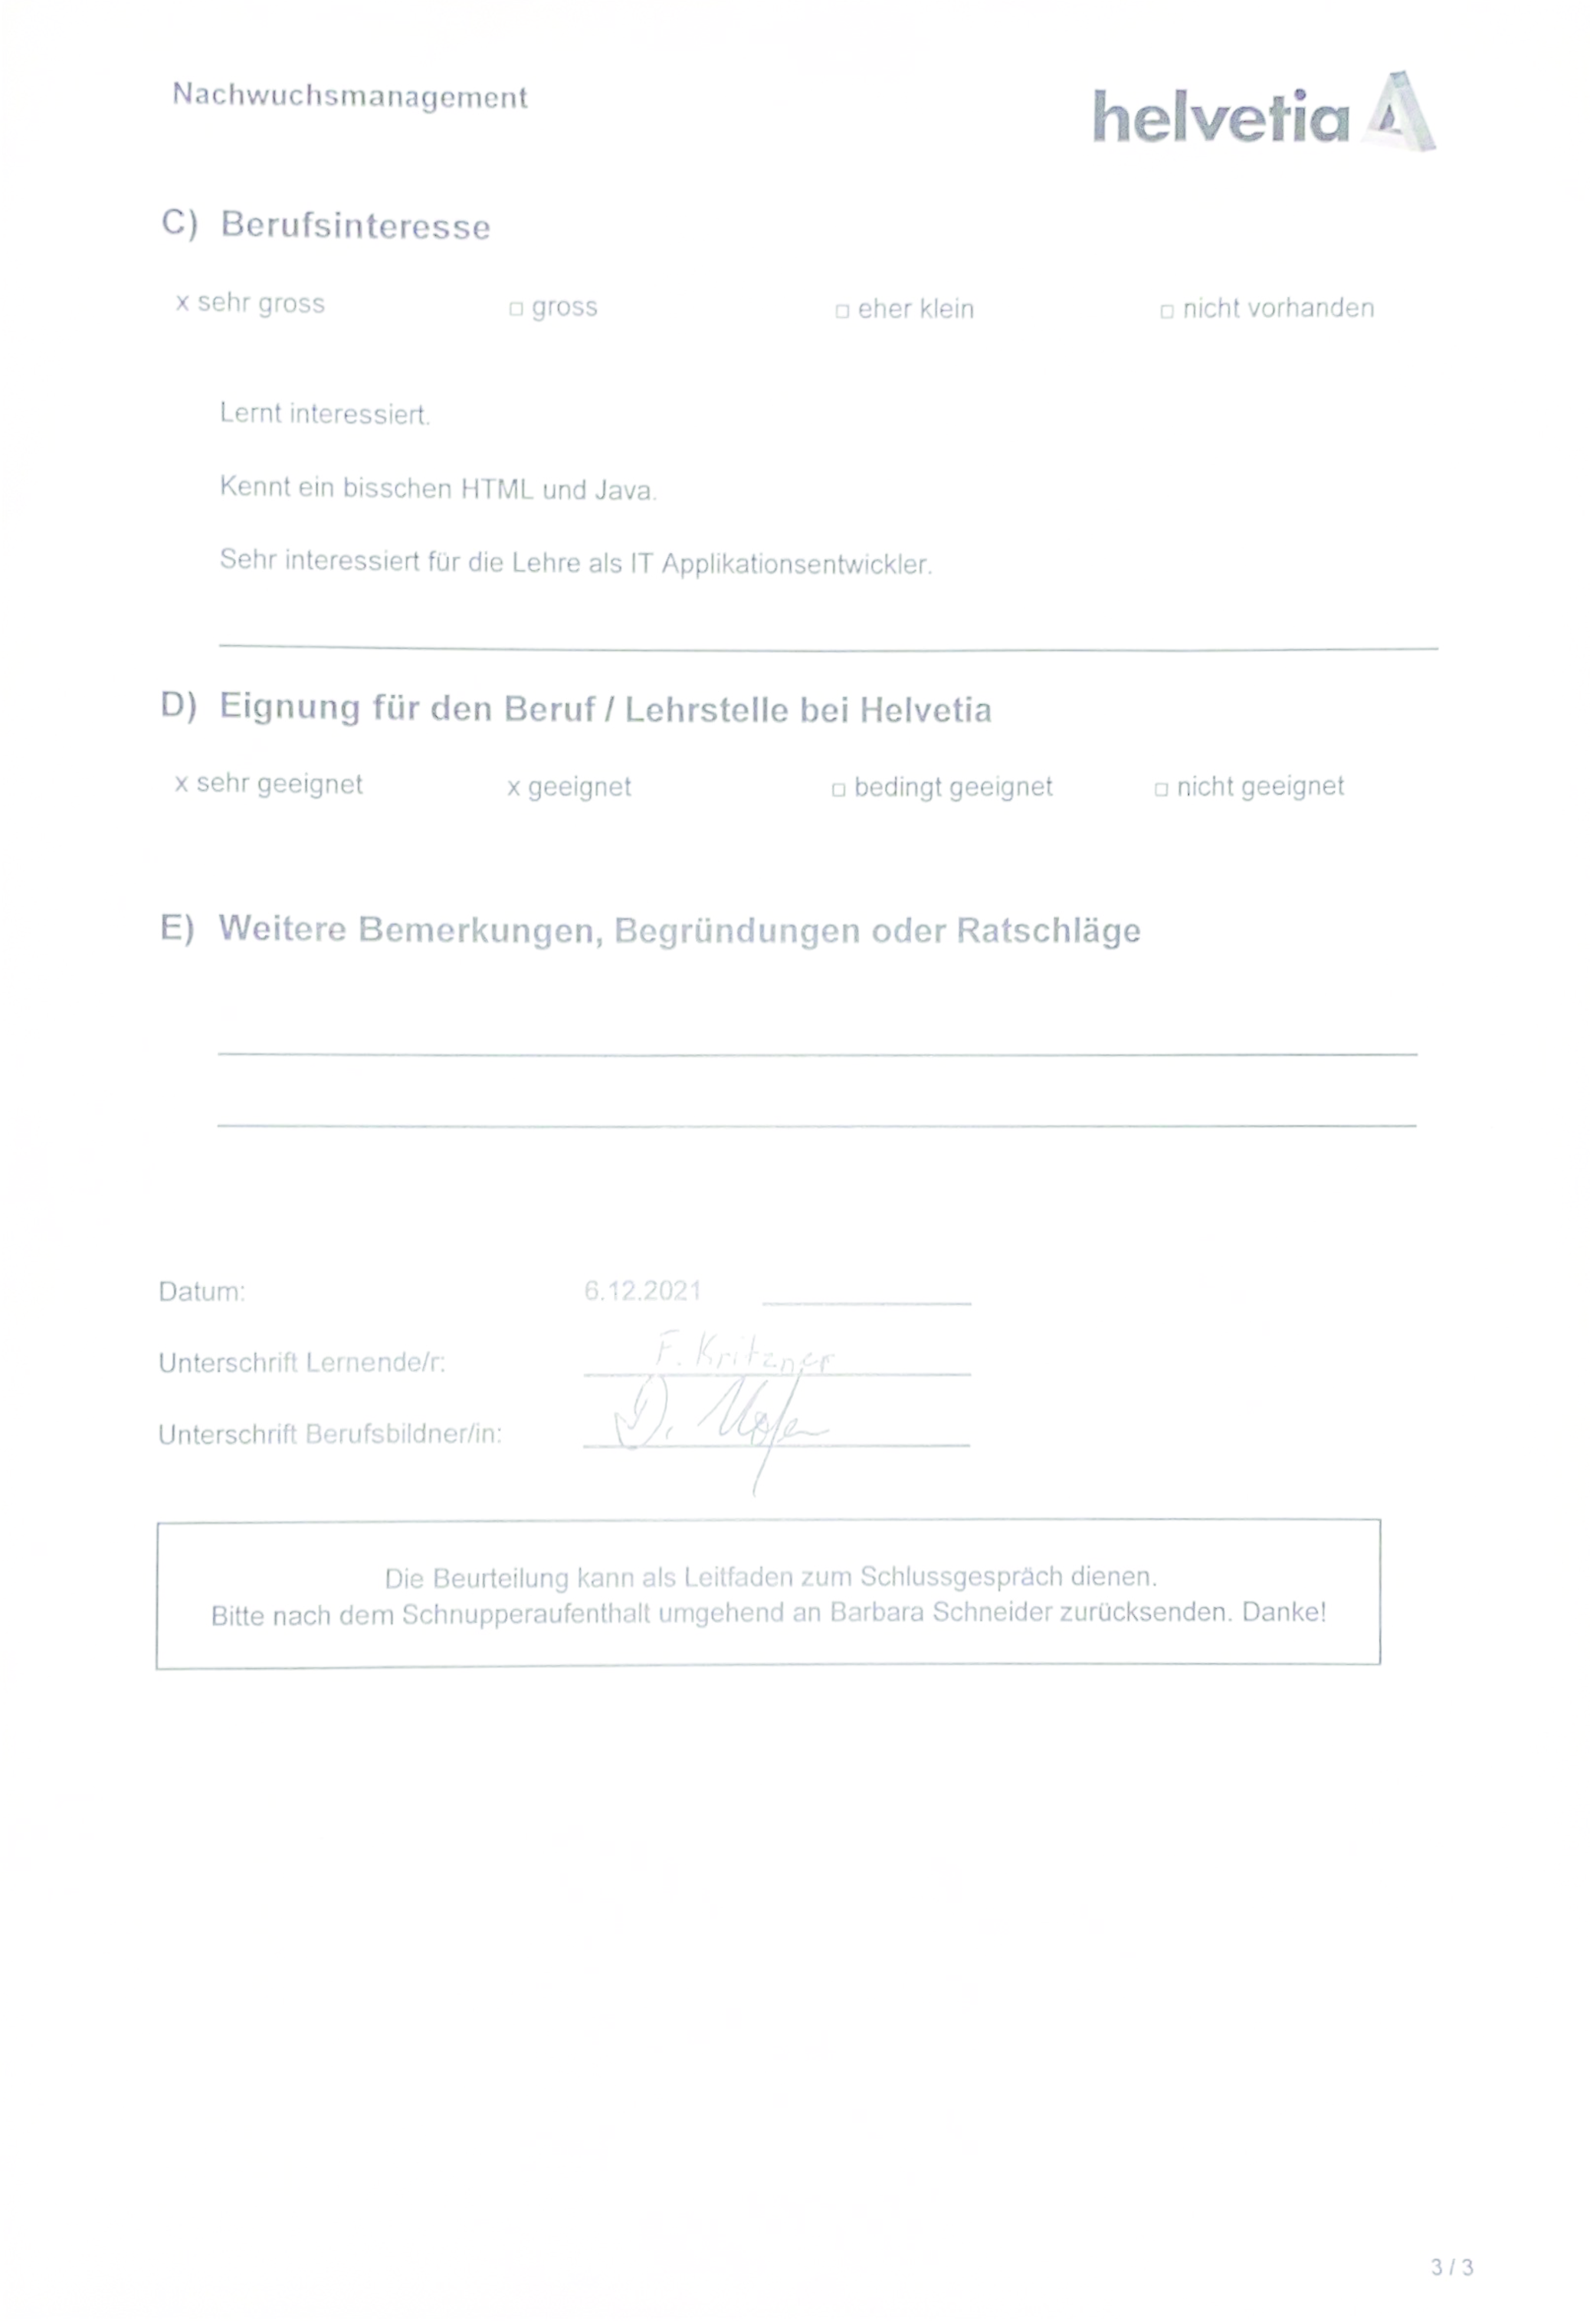 Nachwuchsmanagement
helvetia
C) Berufsinteresse
x sehr gross □ gross □ eher klein □ nicht vorhanden
Lernt interessiert.
Kennt ein bisschen HTML und Java.
Sehr interessiert für die Lehre als IT Applikationsentwickler.
D) Eignung für den Beruf / Lehrstelle bei Helvetia
x sehr geeignet x geeignet □ bedingt geeignet □ nicht geeignet
E) Weitere Bemerkungen, Begründungen oder Ratschläge
Datum: 6.12.2021
Unterschrift Lernende/r: F. Kritzner
Unterschrift Berufsbildner/in: D.
Die Beurteilung kann als Leitfaden zum Schlussgespräch dienen.
Bitte nach dem Schnupperaufenthalt umgehend an Barbara Schneider zurücksenden. Danke!
3 / 3